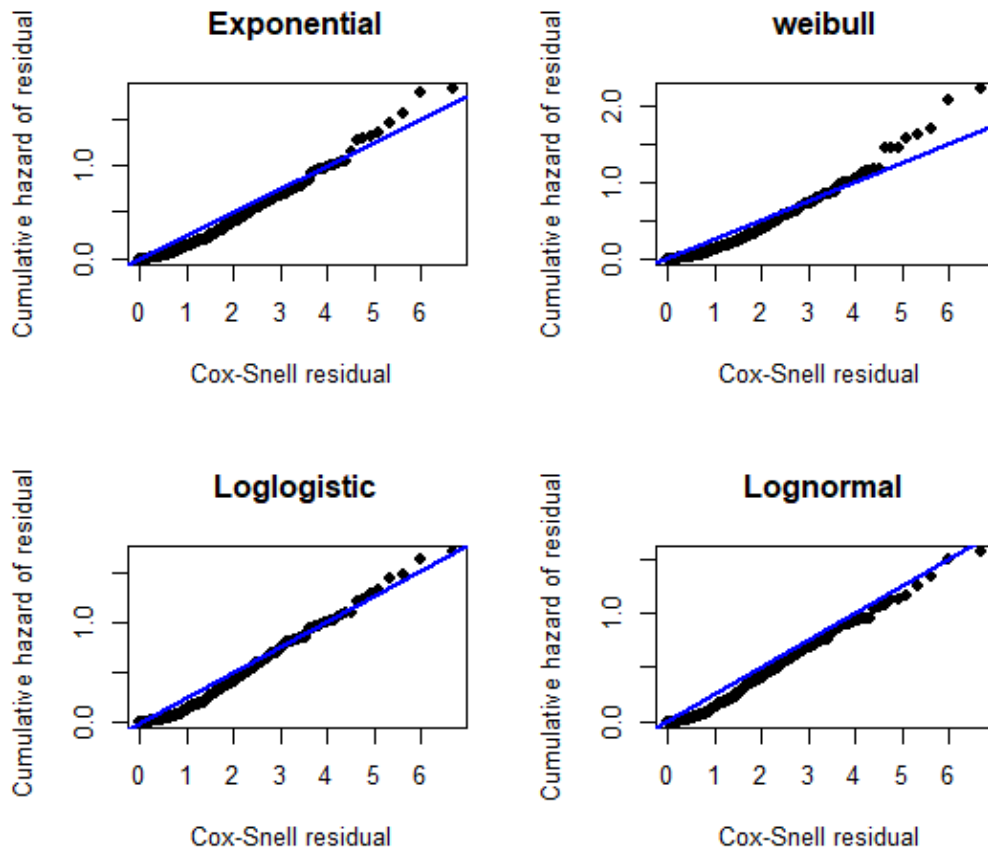 Exponential
Cumulative hazard of residual
0.0
1.0
0 1 2 3 4 5 6
Cox-Snell residual
weibull
Cumulative hazard of residual
0.0
1.0
2.0
0 1 2 3 4 5 6
Cox-Snell residual
Loglogistic
Cumulative hazard of residual
0.0
1.0
0 1 2 3 4 5 6
Cox-Snell residual
Lognormal
Cumulative hazard of residual
0.0
1.0
0 1 2 3 4 5 6
Cox-Snell residual